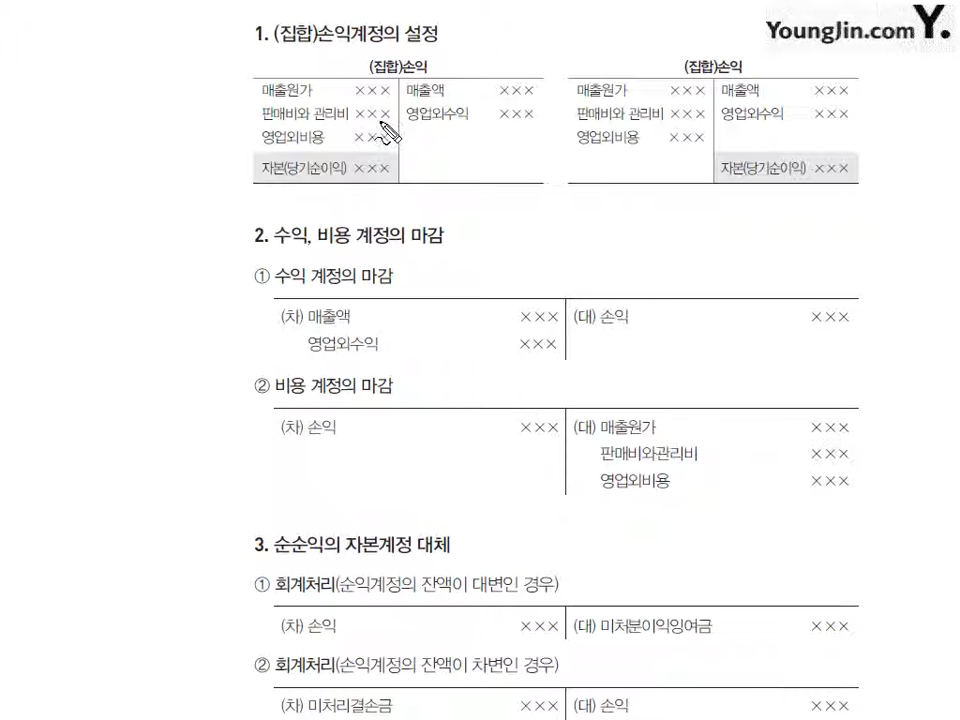 YoungJin.com Y.
1. (집합)손익계정의 설정
(집합)손익
매출원가 ××× 매출액 ×××
판매비와 관리비 ××× 영업외수익 ×××
영업외비용 ×××
자본(당기순이익) ×××
(집합)손익
매출원가 ××× 매출액 ×××
판매비와 관리비 ××× 영업외수익 ×××
영업외비용 ×××
자본(당기순이익) ×××
2. 수익, 비용 계정의 마감
① 수익 계정의 마감
(차) 매출액 ××× (대) 손익 ×××
영업외수익 ×××
② 비용 계정의 마감
(차) 손익 ××× (대) 매출원가 ×××
판매비와관리비 ×××
영업외비용 ×××
3. 순순익의 자본계정 대체
① 회계처리(순익계정의 잔액이 대변인 경우)
(차) 손익 ××× (대) 미처분이익잉여금 ×××
② 회계처리(손익계정의 잔액이 차변인 경우)
(차) 미처리결손금 ××× (대) 손익 ×××